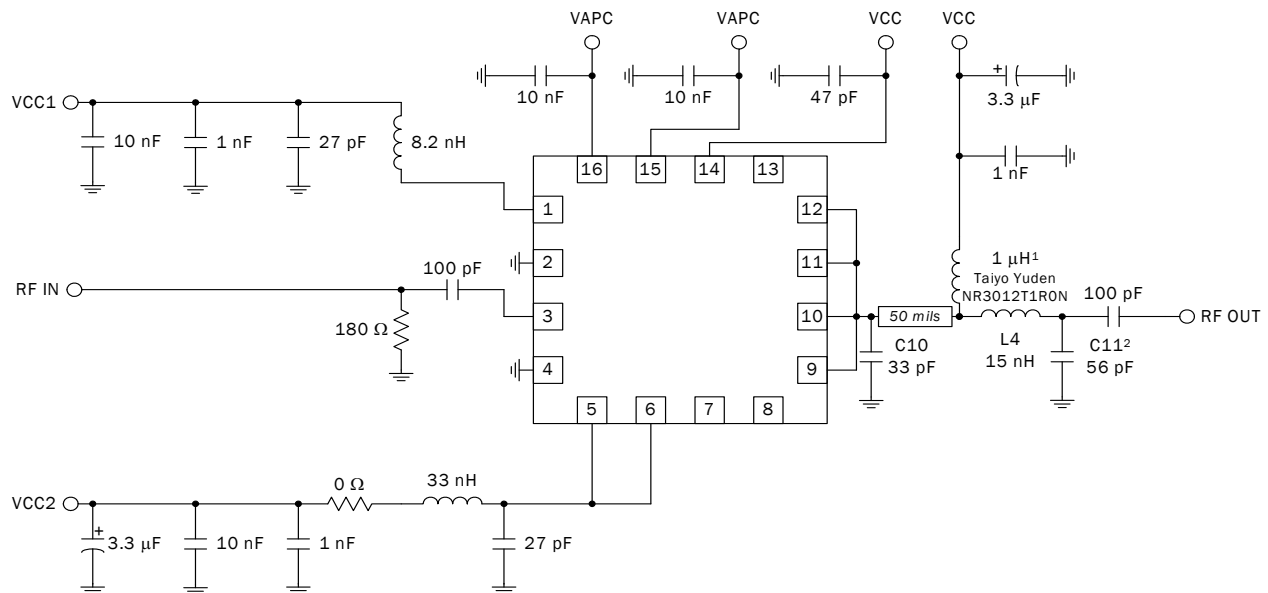 VAPC
VAPC
VCC
VCC
10 nF
10 nF
47 pF
+
3.3 µF
VCC1
10 nF
1 nF
27 pF
8.2 nH
1 nF
16
15
14
13
1
2
3
4
12
11
10
9
5
6
7
8
RF IN
100 pF
180 Ω
1 µH¹
Taiyo Yuden
NR3012T1R0N
50 mils
L4
15 nH
100 pF
RF OUT
C10
33 pF
C11²
56 pF
VCC2
0 Ω
33 nH
+
3.3 µF
10 nF
1 nF
27 pF